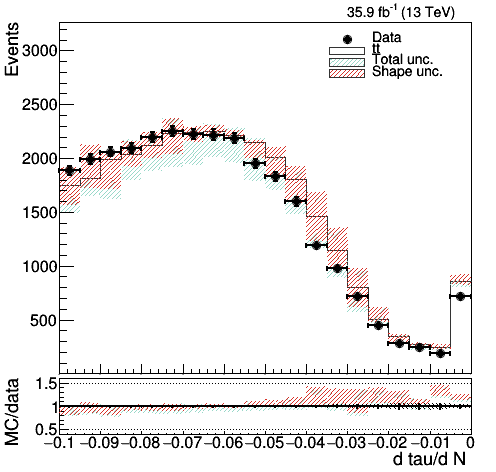 35.9 fb⁻¹ (13 TeV)
Events
3000
2500
2000
1500
1000
500
Data
tt̄
Total unc.
Shape unc.
MC/data
1.5
1
0.5
−0.1 −0.09 −0.08 −0.07 −0.06 −0.05 −0.04 −0.03 −0.02 −0.01 0
d tau/d N